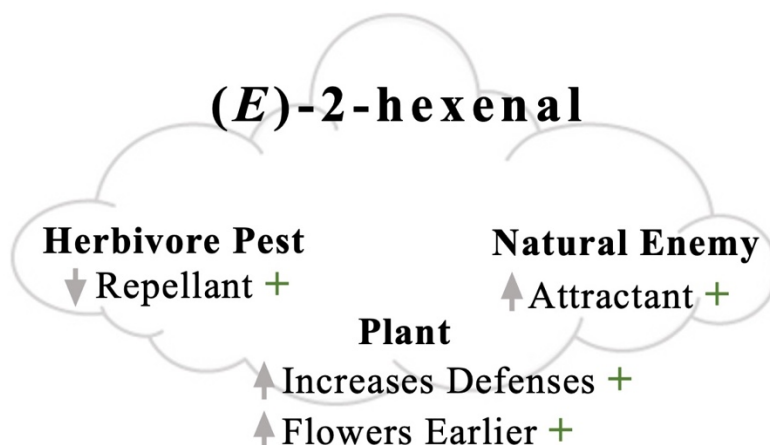 (E)-2-hexenal
Herbivore Pest
Repellant +
Natural Enemy
Attractant +
Plant
Increases Defenses +
Flowers Earlier +